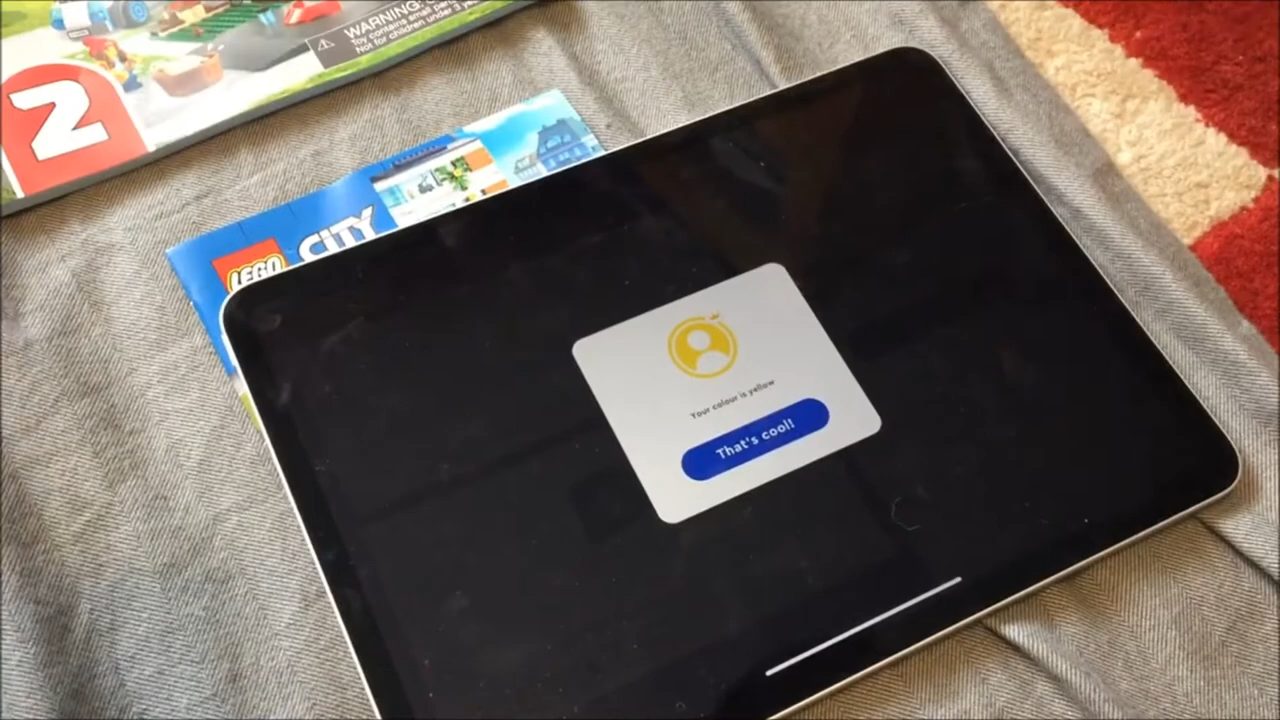 WARNING:
Toy contains small
Not for children under 3
2
LEGO
CITY
Your colour is yellow
That's cool!